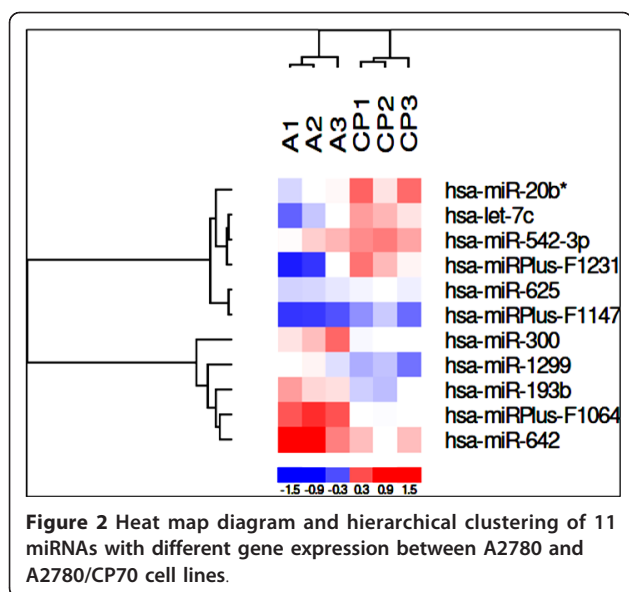 A1 A2 A3 CP1 CP2 CP3
hsa-miR-20b*
hsa-let-7c
hsa-miR-542-3p
hsa-miRPlus-F1231
hsa-miR-625
hsa-miRPlus-F1147
hsa-miR-300
hsa-miR-1299
hsa-miR-193b
hsa-miRPlus-F1064
hsa-miR-642
-1.5 -0.9 -0.3 0.3 0.9 1.5
Figure 2 Heat map diagram and hierarchical clustering of 11
miRNAs with different gene expression between A2780 and
A2780/CP70 cell lines.